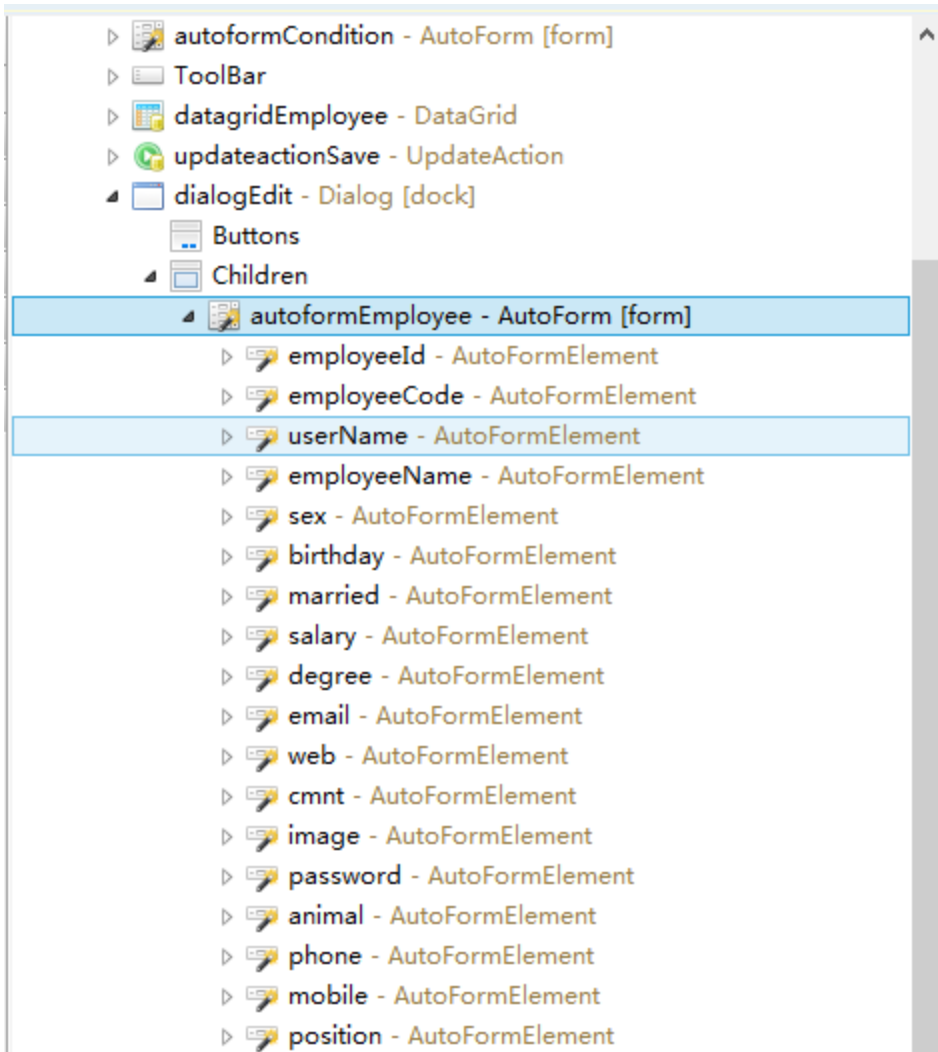 autoformCondition - AutoForm [form]
ToolBar
datagridEmployee - DataGrid
updateactionSave - UpdateAction
dialogEdit - Dialog [dock]
Buttons
Children
autoformEmployee - AutoForm [form]
employeeId - AutoFormElement
employeeCode - AutoFormElement
userName - AutoFormElement
employeeName - AutoFormElement
sex - AutoFormElement
birthday - AutoFormElement
married - AutoFormElement
salary - AutoFormElement
degree - AutoFormElement
email - AutoFormElement
web - AutoFormElement
cmnt - AutoFormElement
image - AutoFormElement
password - AutoFormElement
animal - AutoFormElement
phone - AutoFormElement
mobile - AutoFormElement
position - AutoFormElement